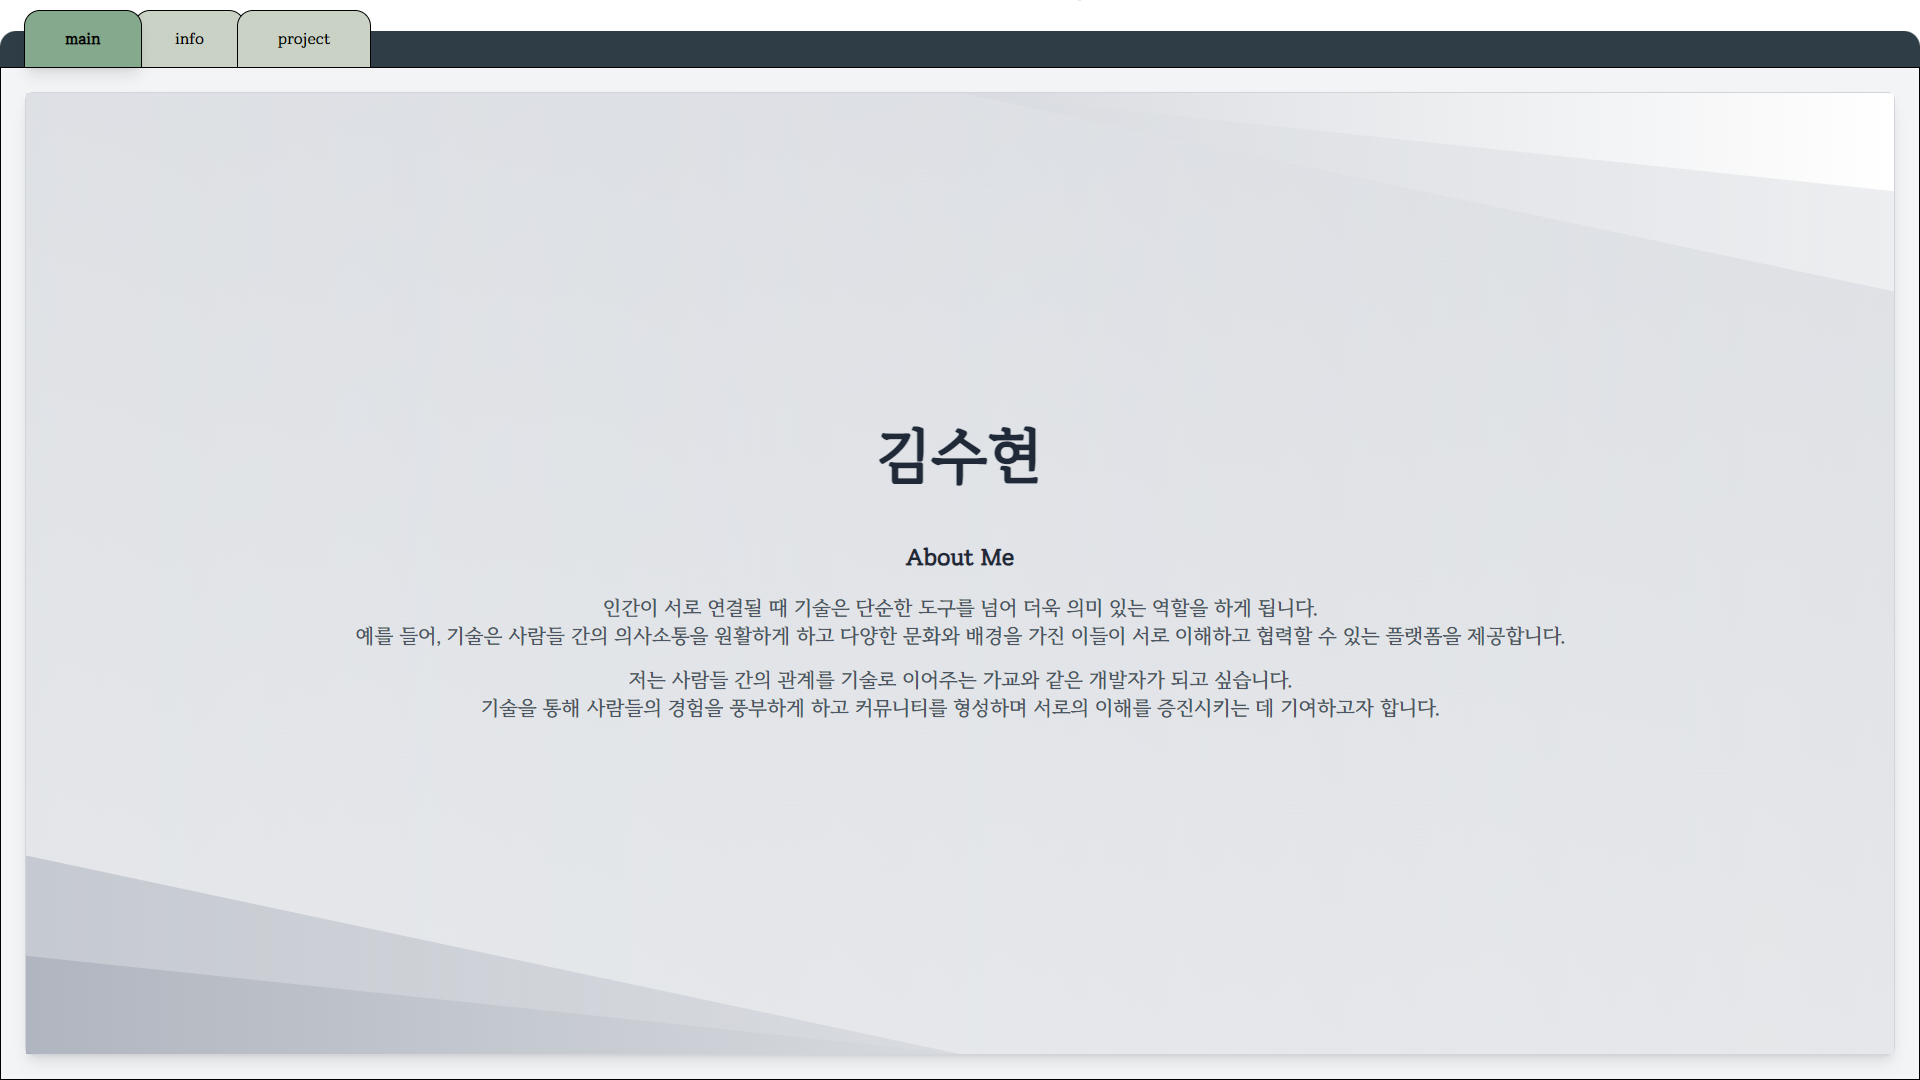 main
info
project
김수현
About Me
인간이 서로 연결될 때 기술은 단순한 도구를 넘어 더욱 의미 있는 역할을 하게 됩니다.
예를 들어, 기술은 사람들 간의 의사소통을 원활하게 하고 다양한 문화와 배경을 가진 이들이 서로 이해하고 협력할 수 있는 플랫폼을 제공합니다.
저는 사람들 간의 관계를 기술로 이어주는 가교와 같은 개발자가 되고 싶습니다.
기술을 통해 사람들의 경험을 풍부하게 하고 커뮤니티를 형성하며 서로의 이해를 증진시키는 데 기여하고자 합니다.